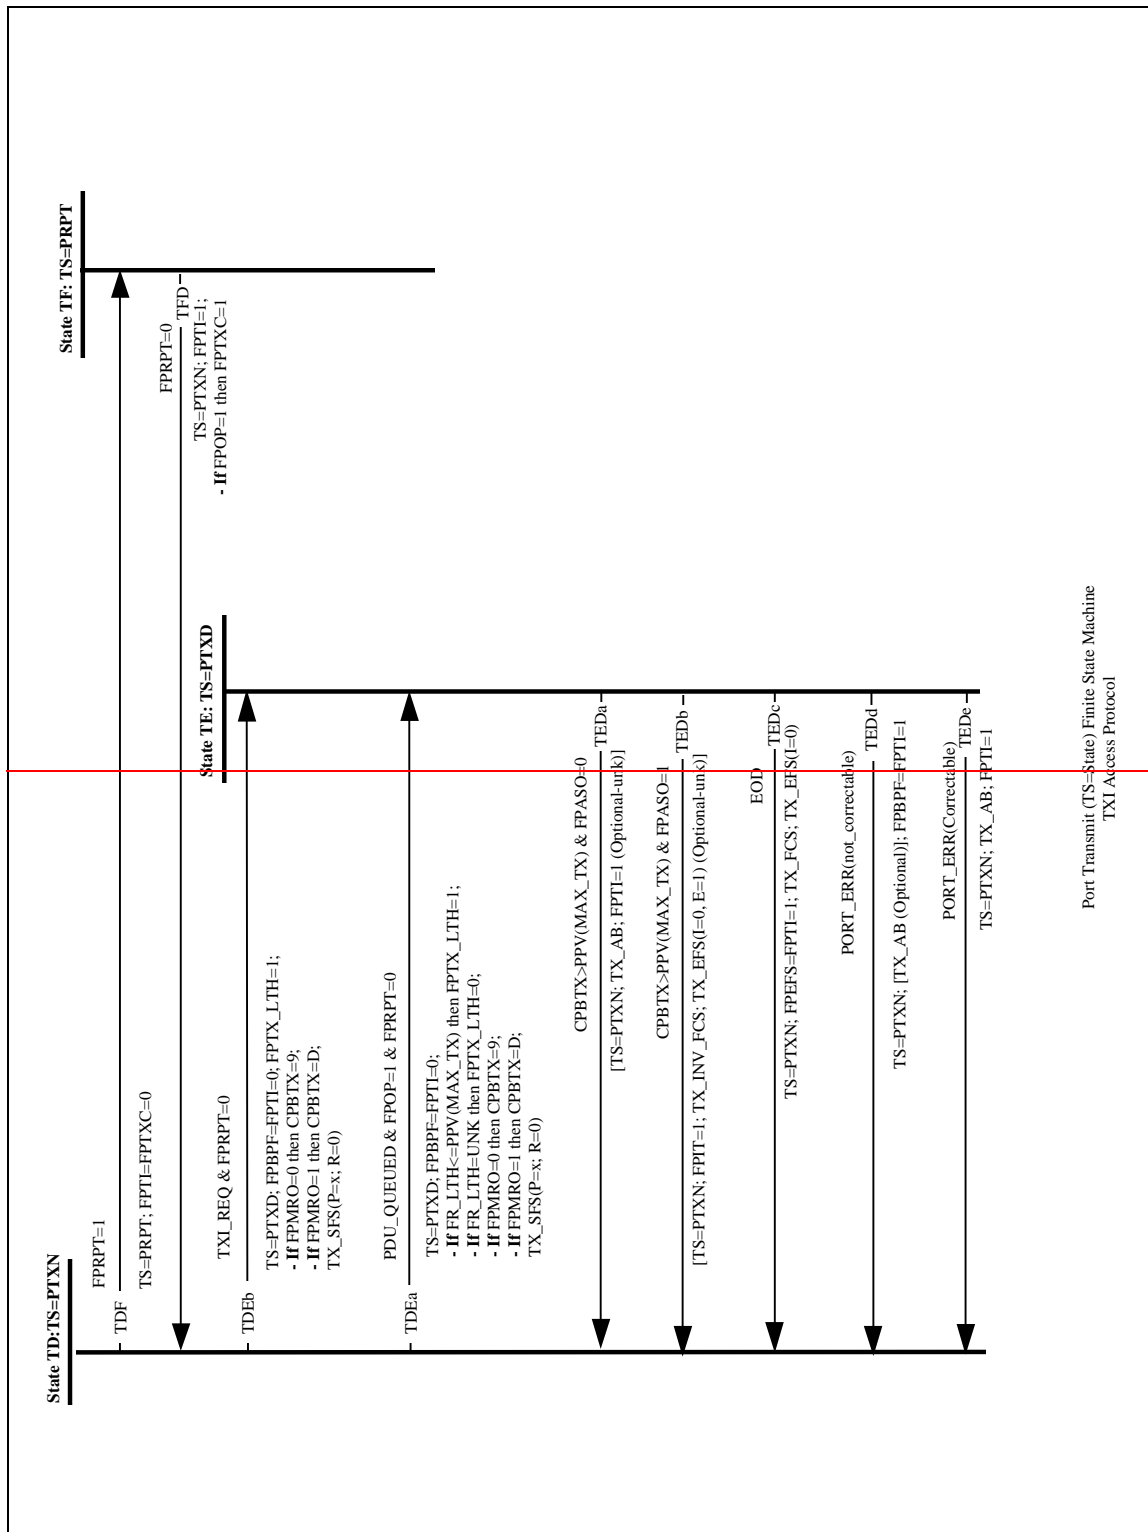 State TD:TS=PTXN
State TE: TS=PTXD
State TF: TS=PRPT
FPRPT=1
TDF
TS=PRPT; FPTI=FPTXC=0
FPRPT=0
TFD
TS=PTXN; FPTI=1;
- If FPOP=1 then FPTXC=1
TXI_REQ & FPRPT=0
TDEb
TS=PTXD; FPBPF=FPTI=0; FPTX_LTH=1;
- If FPMRO=0 then CPBTX=9;
- If FPMRO=1 then CPBTX=D;
TX_SFS(P=x; R=0)
PDU_QUEUED & FPOP=1 & FPRPT=0
TDEa
TS=PTXD; FPBPF=FPTI=0;
- If FR_LTH<=PPV(MAX_TX) then FPTX_LTH=1;
- If FR_LTH=UNK then FPTX_LTH=0;
- If FPMRO=0 then CPBTX=9;
- If FPMRO=1 then CPBTX=D;
TX_SFS(P=x; R=0)
CPBTX>PPV(MAX_TX) & FPASO=0
TEDa
[TS=PTXN; TX_AB; FPTI=1 (Optional-unk)]
CPBTX>PPV(MAX_TX) & FPASO=1
TEDb
[TS=PTXN; FPIT=1; TX_INV_FCS; TX_EFS(I=0, E=1) (Optional-unk)]
EOD
TEDc
TS=PTXN; FPEFS=FPTI=1; TX_FCS; TX_EFS(I=0)
PORT_ERR(not_correctable)
TEDd
TS=PTXN; [TX_AB (Optional)]; FPBPF=FPTI=1
PORT_ERR(Correctable)
TEDe
TS=PTXN; TX_AB; FPTI=1
Port Transmit (TS=State) Finite State Machine
TXI Access Protocol